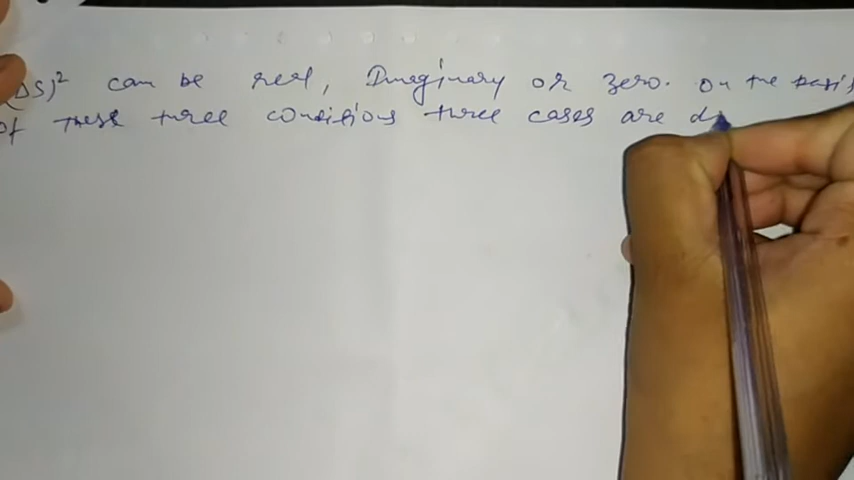 (ΔS)² can be real, Imaginary or zero. on the basis
of these three conditions three cases are d